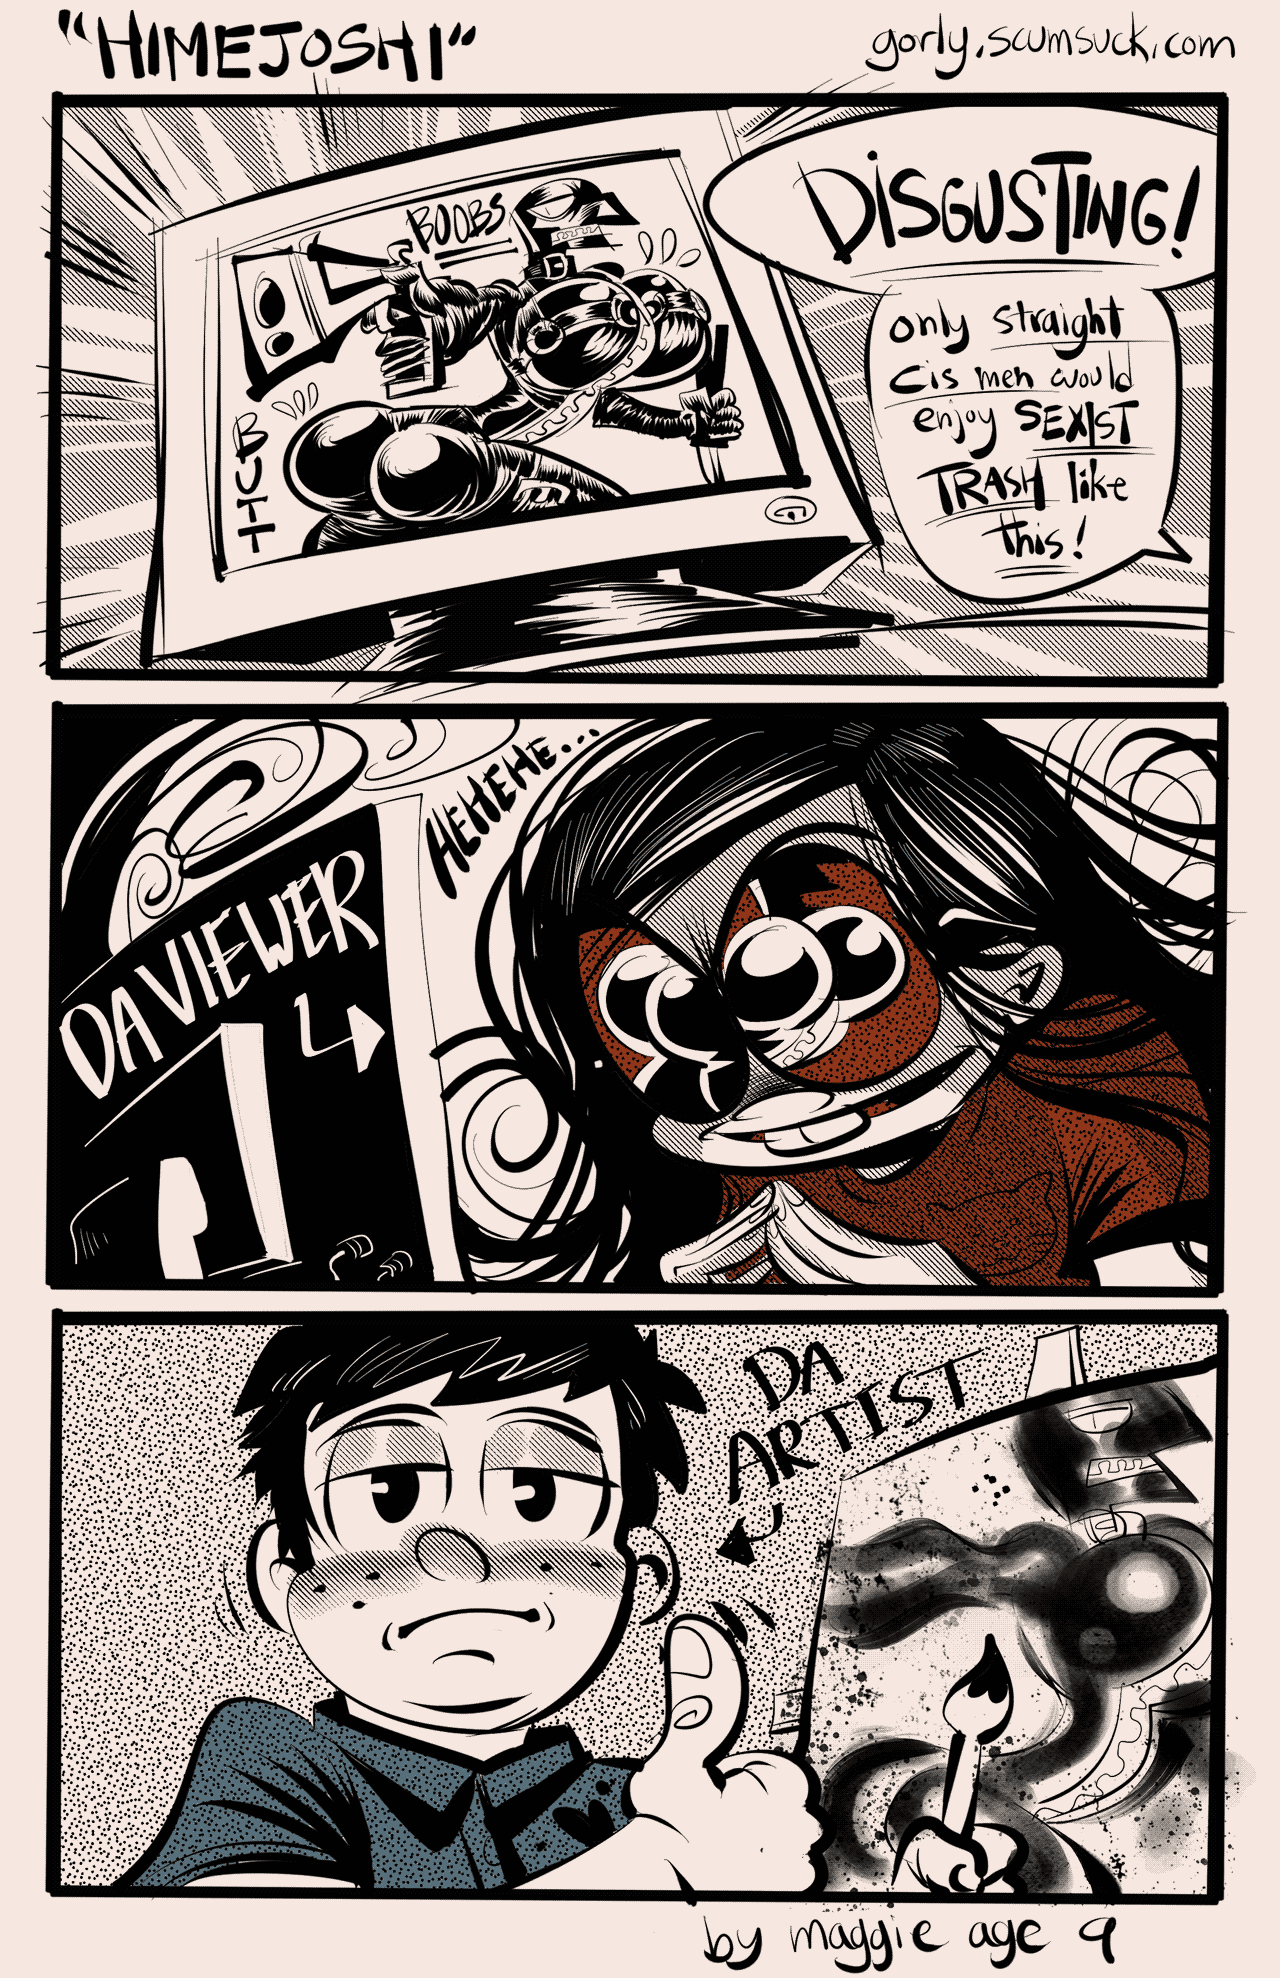 "HIMEJOSHI"
gorly.scumsuck.com
BOOBS
BUTT
DISGUSTING!
only straight
cis men would
enjoy SEXIST
TRASH like
this!
HEHEHE...
DA VIEWER
DA
ARTIST
by maggie age 9